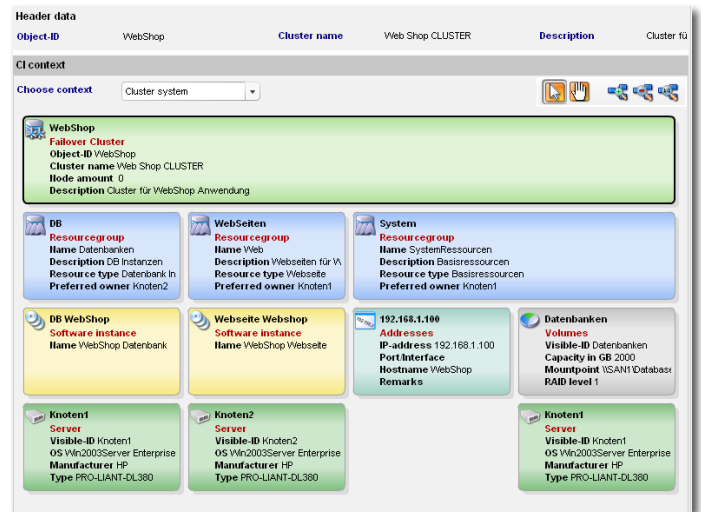 Header data
Object-ID WebShop Cluster name Web Shop CLUSTER Description Cluster fü
CI context
Choose context Cluster system
WebShop
Failover Cluster
Object-ID WebShop
Cluster name Web Shop CLUSTER
Node amount 0
Description Cluster für WebShop Anwendung
DB
Resourcegroup
Name Datenbanken
Description DB Instanzen
Resource type Datenbank In
Preferred owner Knoten2
WebSeiten
Resourcegroup
Name Web
Description Webseiten für W
Resource type Webseite
Preferred owner Knoten1
System
Resourcegroup
Name SystemRessourcen
Description Basisressourcen
Resource type Basisressourcen
Preferred owner Knoten1
DB WebShop
Software instance
Name WebShop Datenbank
Webseite Webshop
Software instance
Name WebShop Webseite
192.168.1.100
Addresses
IP-address 192.168.1.100
Port/Interface
Hostname WebShop
Remarks
Datenbanken
Volumes
Visible-ID Datenbanken
Capacity in GB 2000
Mountpoint \\SAN1\Database
RAID level 1
Knoten1
Server
Visible-ID Knoten1
OS Win2003Server Enterprise
Manufacturer HP
Type PRO-LIANT-DL380
Knoten2
Server
Visible-ID Knoten2
OS Win2003Server Enterprise
Manufacturer HP
Type PRO-LIANT-DL380
Knoten1
Server
Visible-ID Knoten1
OS Win2003Server Enterprise
Manufacturer HP
Type PRO-LIANT-DL380